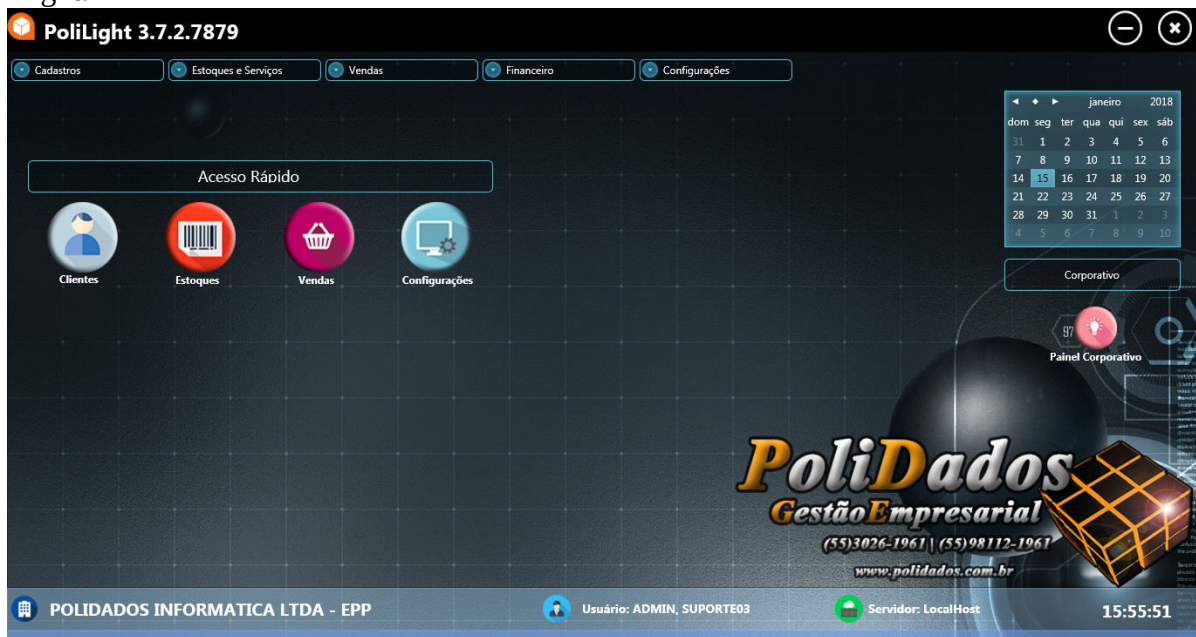 PoliLight 3.7.2.7879
Cadastros
Estoques e Serviços
Vendas
Financeiro
Configurações
janeiro 2018
dom seg ter qua qui sex sáb
31 1 2 3 4 5 6
7 8 9 10 11 12 13
14 15 16 17 18 19 20
21 22 23 24 25 26 27
28 29 30 31 1 2 3
4 5 6 7 8 9 10
Acesso Rápido
Clientes
Estoques
Vendas
Configurações
Corporativo
97
Painel Corporativo
PoliDados
GestãoEmpresarial
(55)3026-1961 | (55)98112-1961
www.polidados.com.br
POLIDADOS INFORMATICA LTDA - EPP
Usuário: ADMIN, SUPORTE03
Servidor: LocalHost
15:55:51